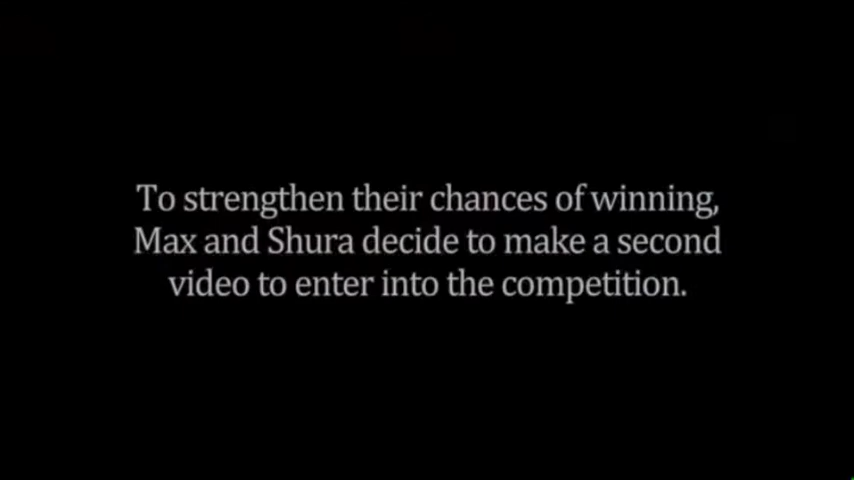 To strengthen their chances of winning,
Max and Shura decide to make a second
video to enter into the competition.